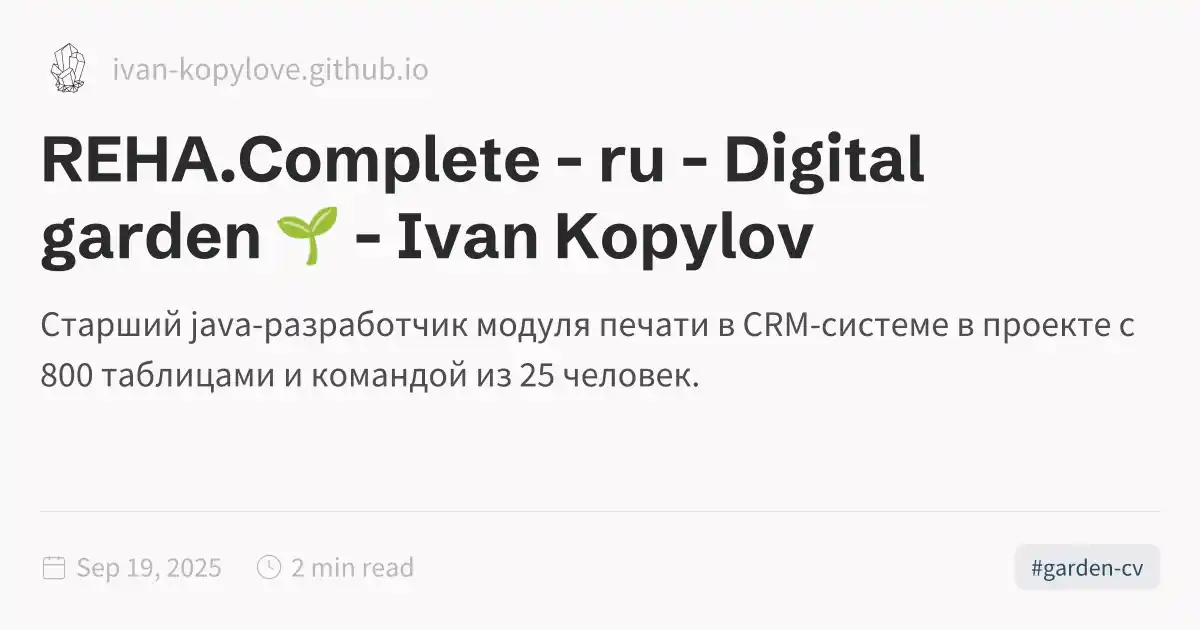 ivan-kopylove.github.io
REHA.Complete - ru - Digital
garden 🌱 - Ivan Kopylov
Старший java-разработчик модуля печати в CRM-системе в проекте с
800 таблицами и командой из 25 человек.
Sep 19, 2025 2 min read #garden-cv